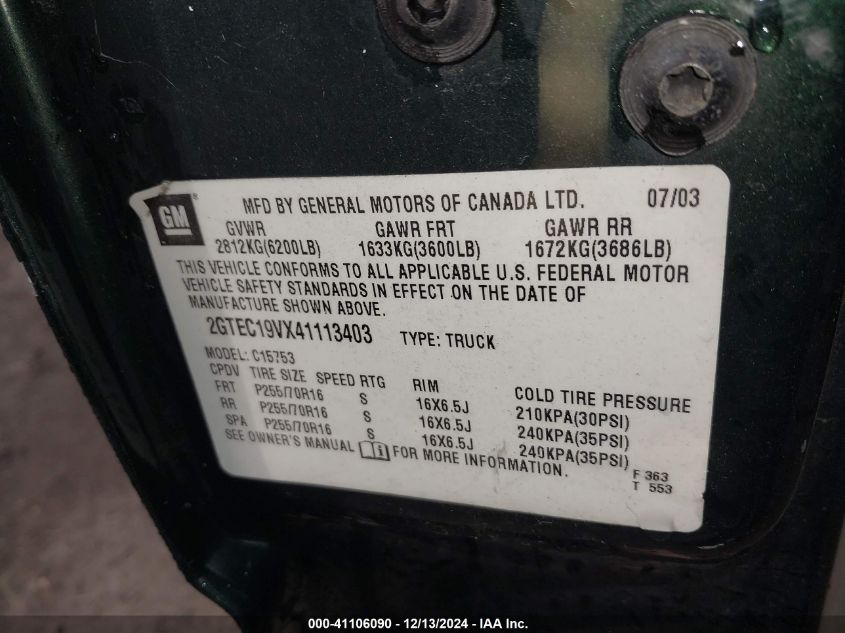 GM
MFD BY GENERAL MOTORS OF CANADA LTD. 07/03
GVWR GAWR FRT GAWR RR
2812KG(6200LB) 1633KG(3600LB) 1672KG(3686LB)
THIS VEHICLE CONFORMS TO ALL APPLICABLE U.S. FEDERAL MOTOR
VEHICLE SAFETY STANDARDS IN EFFECT ON THE DATE OF
MANUFACTURE SHOWN ABOVE.
2GTEC19VX41113403 TYPE: TRUCK
MODEL: C15753
CPDV TIRE SIZE SPEED RTG RIM COLD TIRE PRESSURE
FRT P255/70R16 S 16X6.5J 210KPA(30PSI)
RR P255/70R16 S 16X6.5J 240KPA(35PSI)
SPA P255/70R16 S 16X6.5J 240KPA(35PSI)
SEE OWNER'S MANUAL i FOR MORE INFORMATION.
F 363
T 553
000-41106090 - 12/13/2024 - IAA Inc.